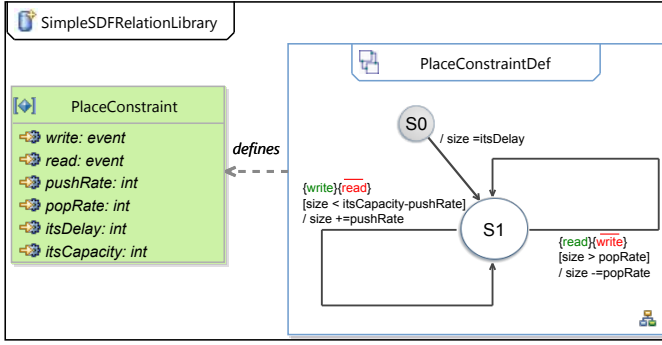 SimpleSDFRelationLibrary
PlaceConstraint
write: event
read: event
pushRate: int
popRate: int
itsDelay: int
itsCapacity: int
defines
PlaceConstraintDef
S0
/ size =itsDelay
{write}{read}
[size < itsCapacity-pushRate]
/ size +=pushRate
S1
{read}{write}
[size > popRate]
/ size -=popRate